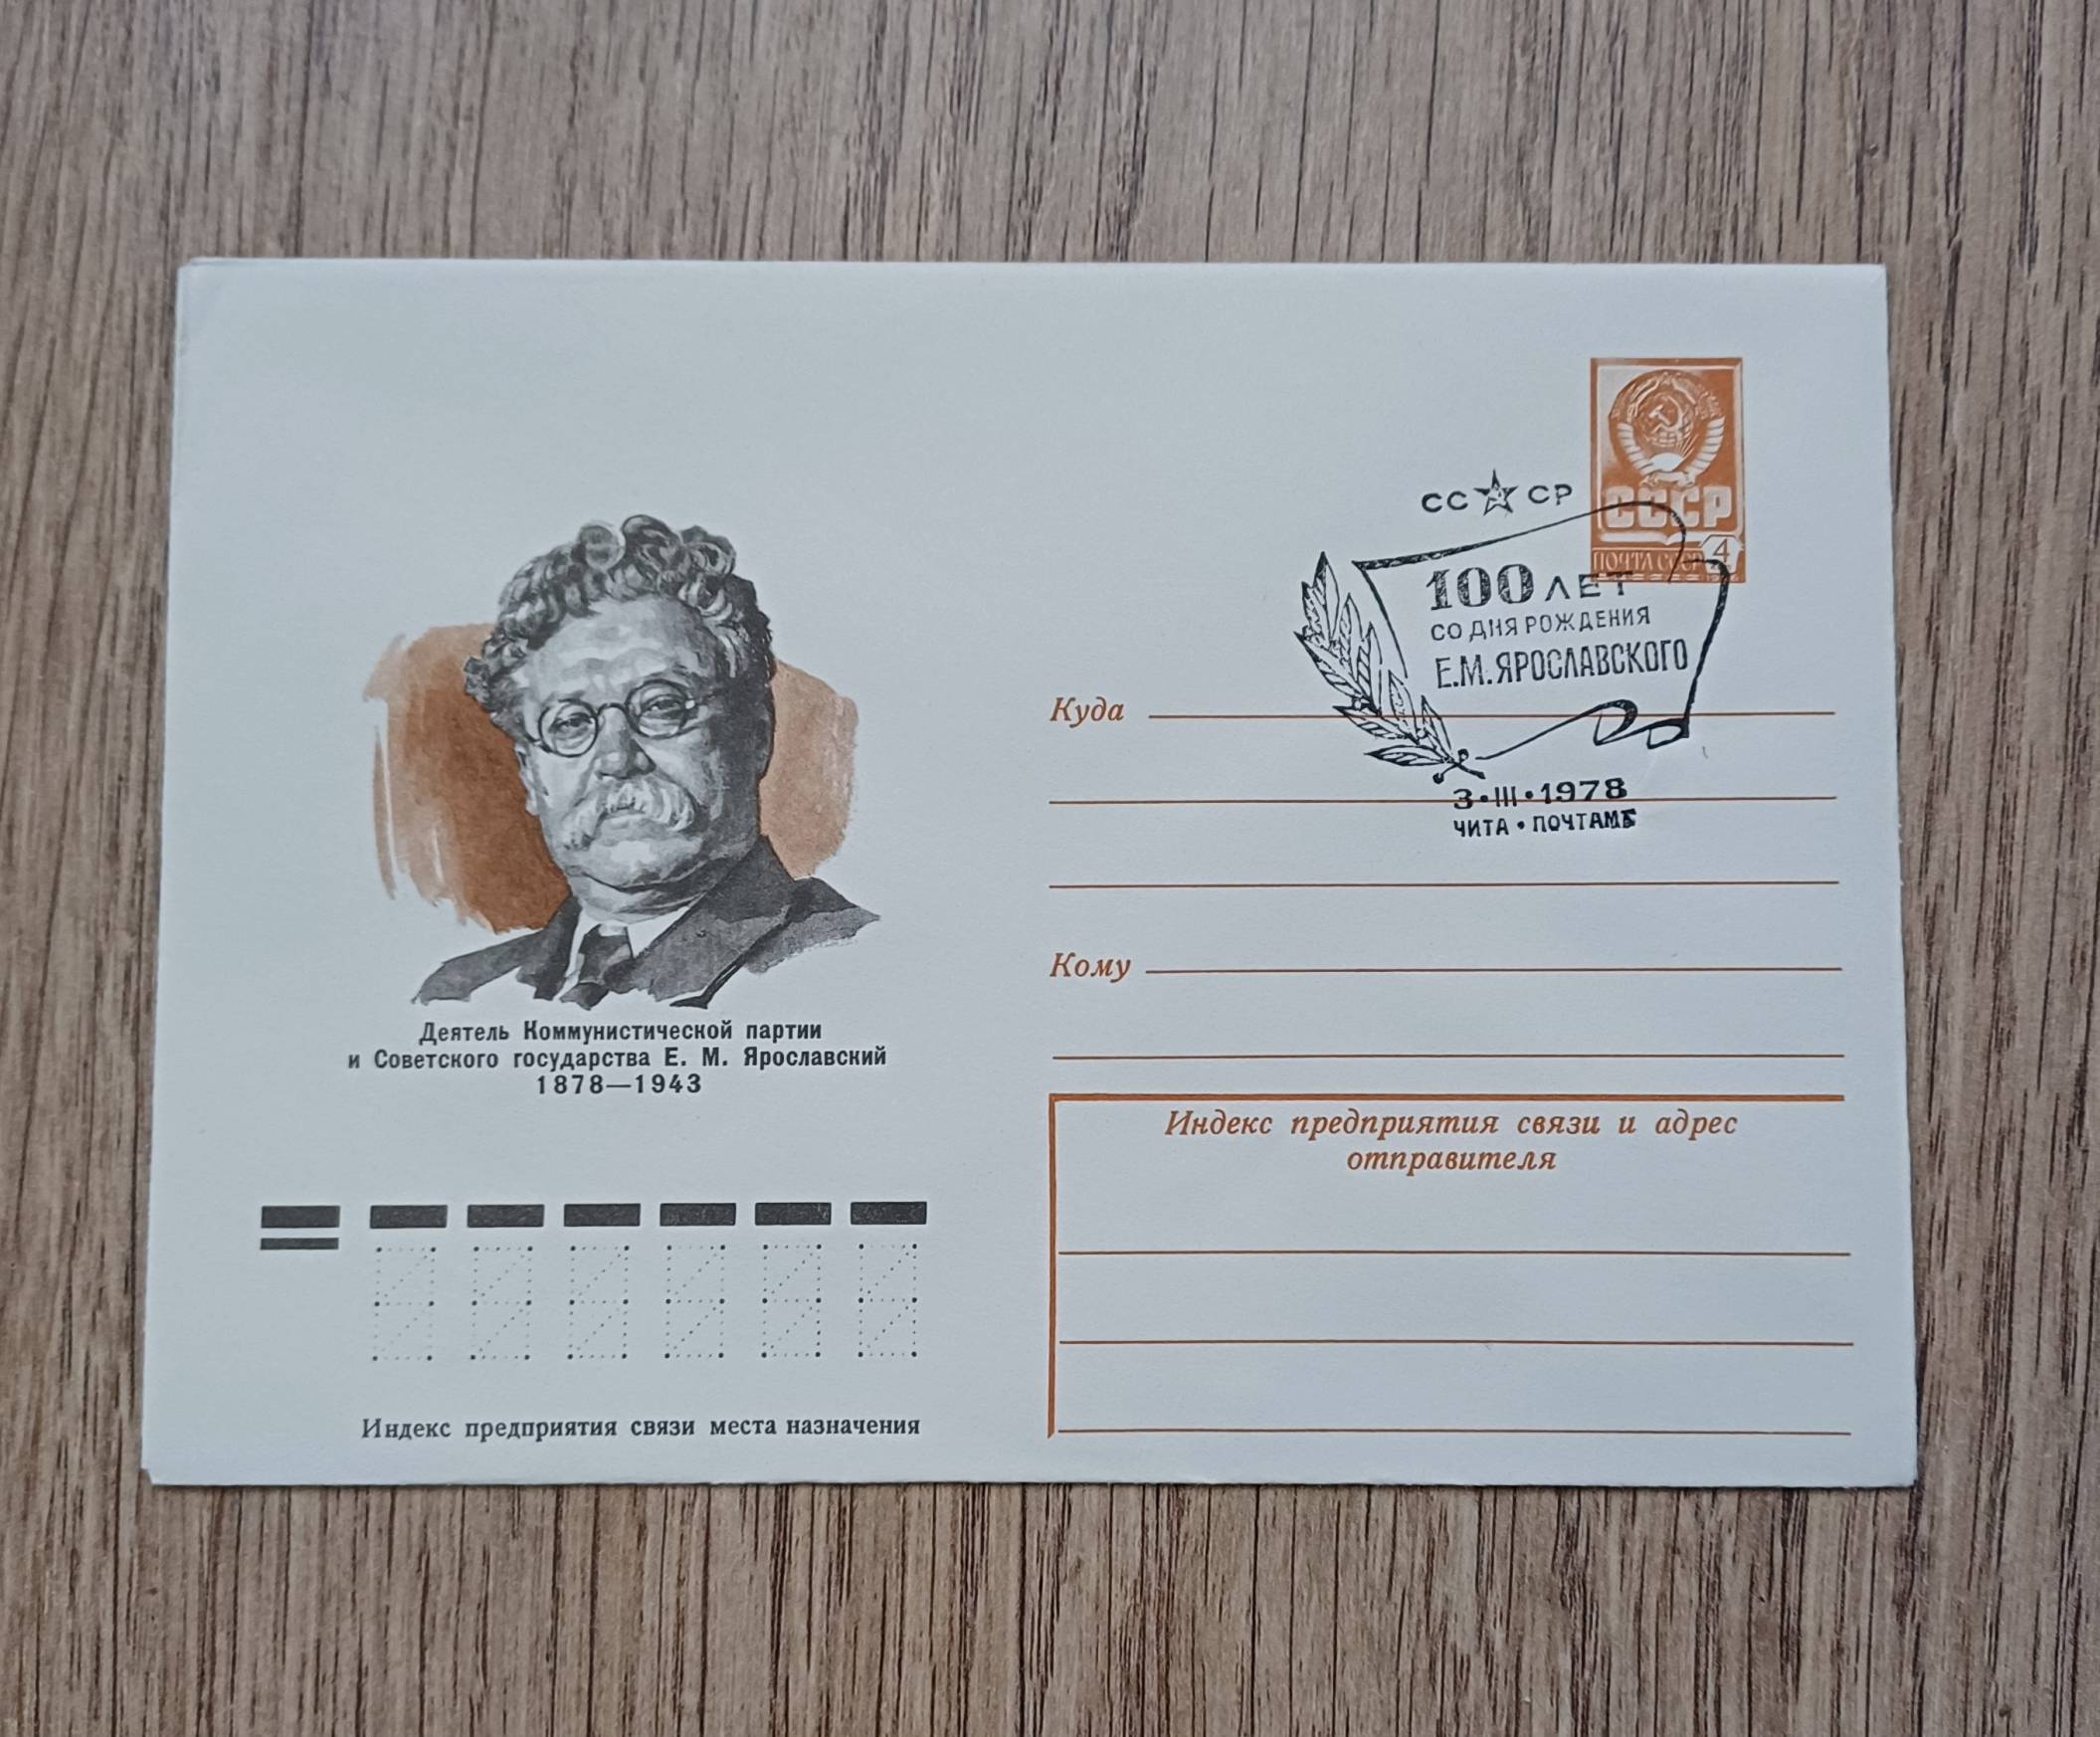 СССР
ПОЧТА СССР 4
СС СР
100 ЛЕТ
СО ДНЯ РОЖДЕНИЯ
Е.М.ЯРОСЛАВСКОГО
3•III•1978
ЧИТА•ПОЧТАМТ
Деятель Коммунистической партии
и Советского государства Е. М. Ярославский
1878—1943
Куда
Кому
Индекс предприятия связи и адрес
отправителя
Индекс предприятия связи места назначения